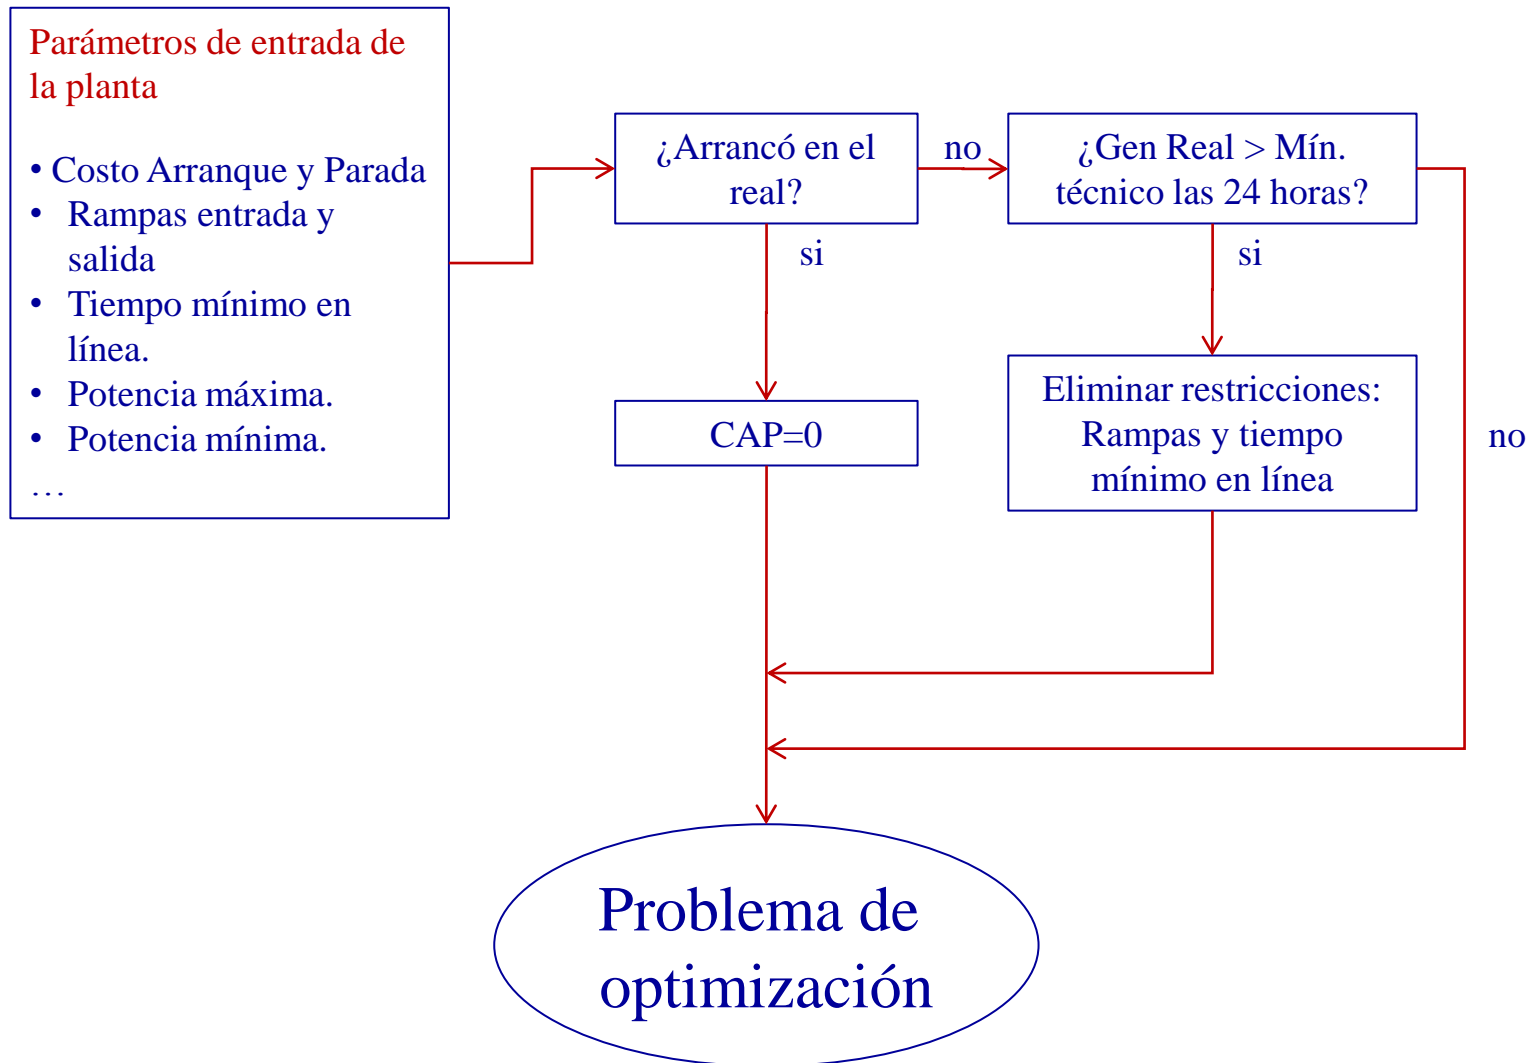 Parámetros de entrada de
la planta
• Costo Arranque y Parada
• Rampas entrada y
salida
• Tiempo mínimo en
línea.
• Potencia máxima.
• Potencia mínima.
…
¿Arrancó en el
real?
no
¿Gen Real > Mín.
técnico las 24 horas?
si
si
CAP=0
Eliminar restricciones:
Rampas y tiempo
mínimo en línea
no
Problema de
optimización